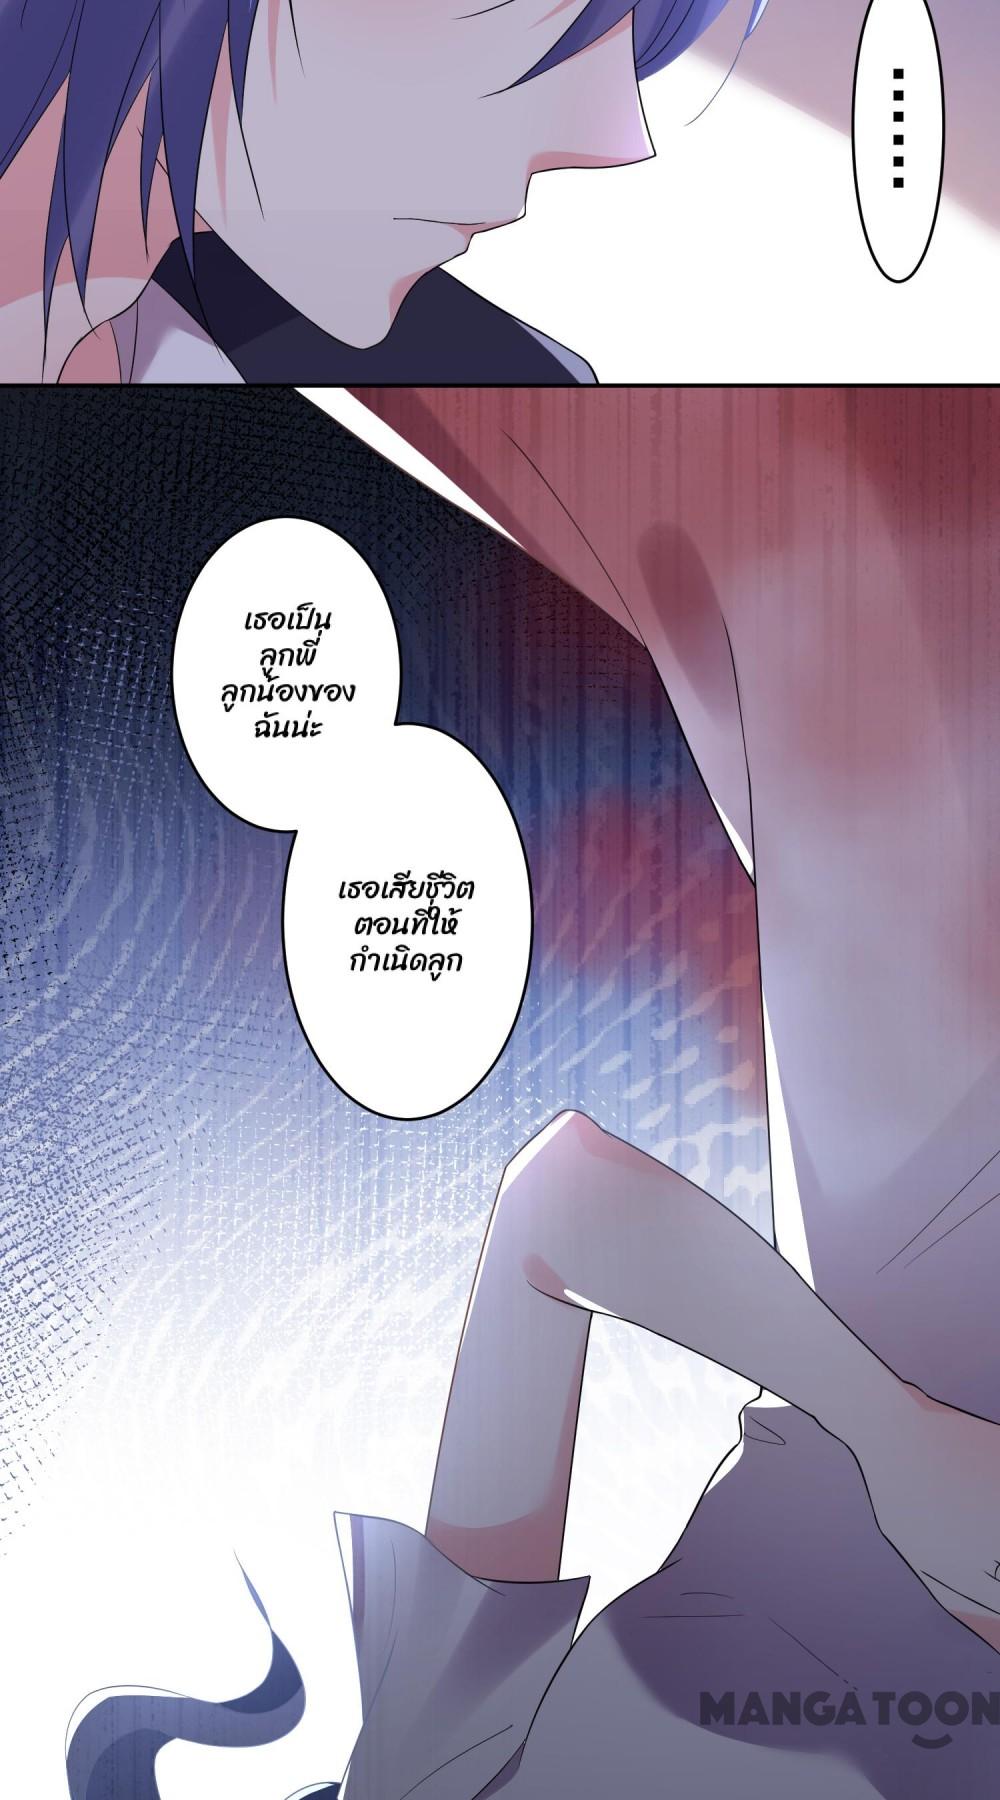 ......
เธอเป็น
ลูกพี่
ลูกน้องของ
ฉันน่ะ
เธอเสียชีวิต
ตอนที่ให้
กำเนิดลูก
MANGATOON